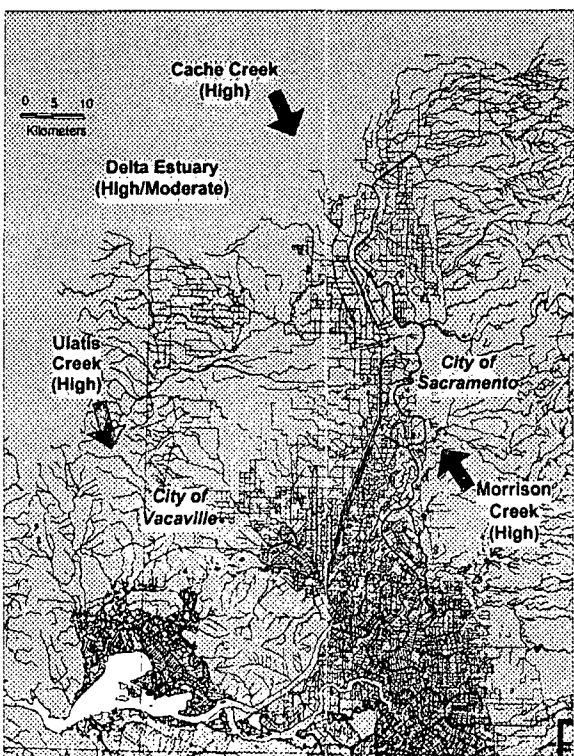 Cache Creek
(High)
0 5 10
Kilometers
Delta Estuary
(High/Moderate)
Ulatis
Creek
(High)
City of
Sacramento
City of
Vacaville
Morrison
Creek
(High)